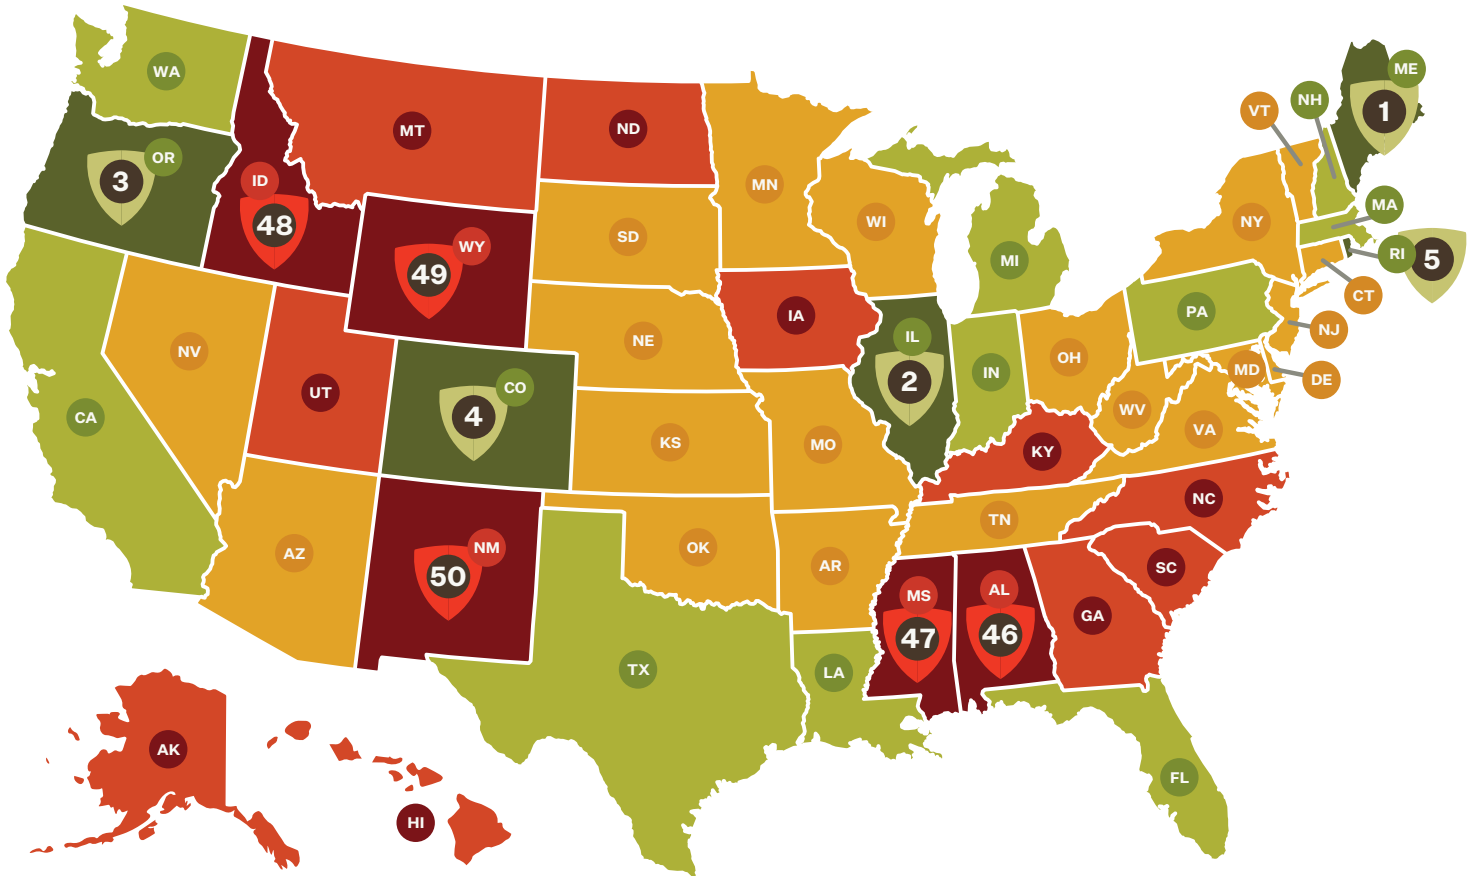 WA
MT
ND
MN
ME
1
NH
VT
OR
3
ID
48
WY
49
SD
WI
MI
NY
MA
RI
5
CT
NV
UT
CO
4
NE
IA
IL
2
IN
OH
PA
NJ
MD
DE
CA
KS
MO
KY
WV
VA
AZ
NM
50
OK
AR
TN
NC
SC
MS
47
AL
46
GA
TX
LA
FL
AK
HI